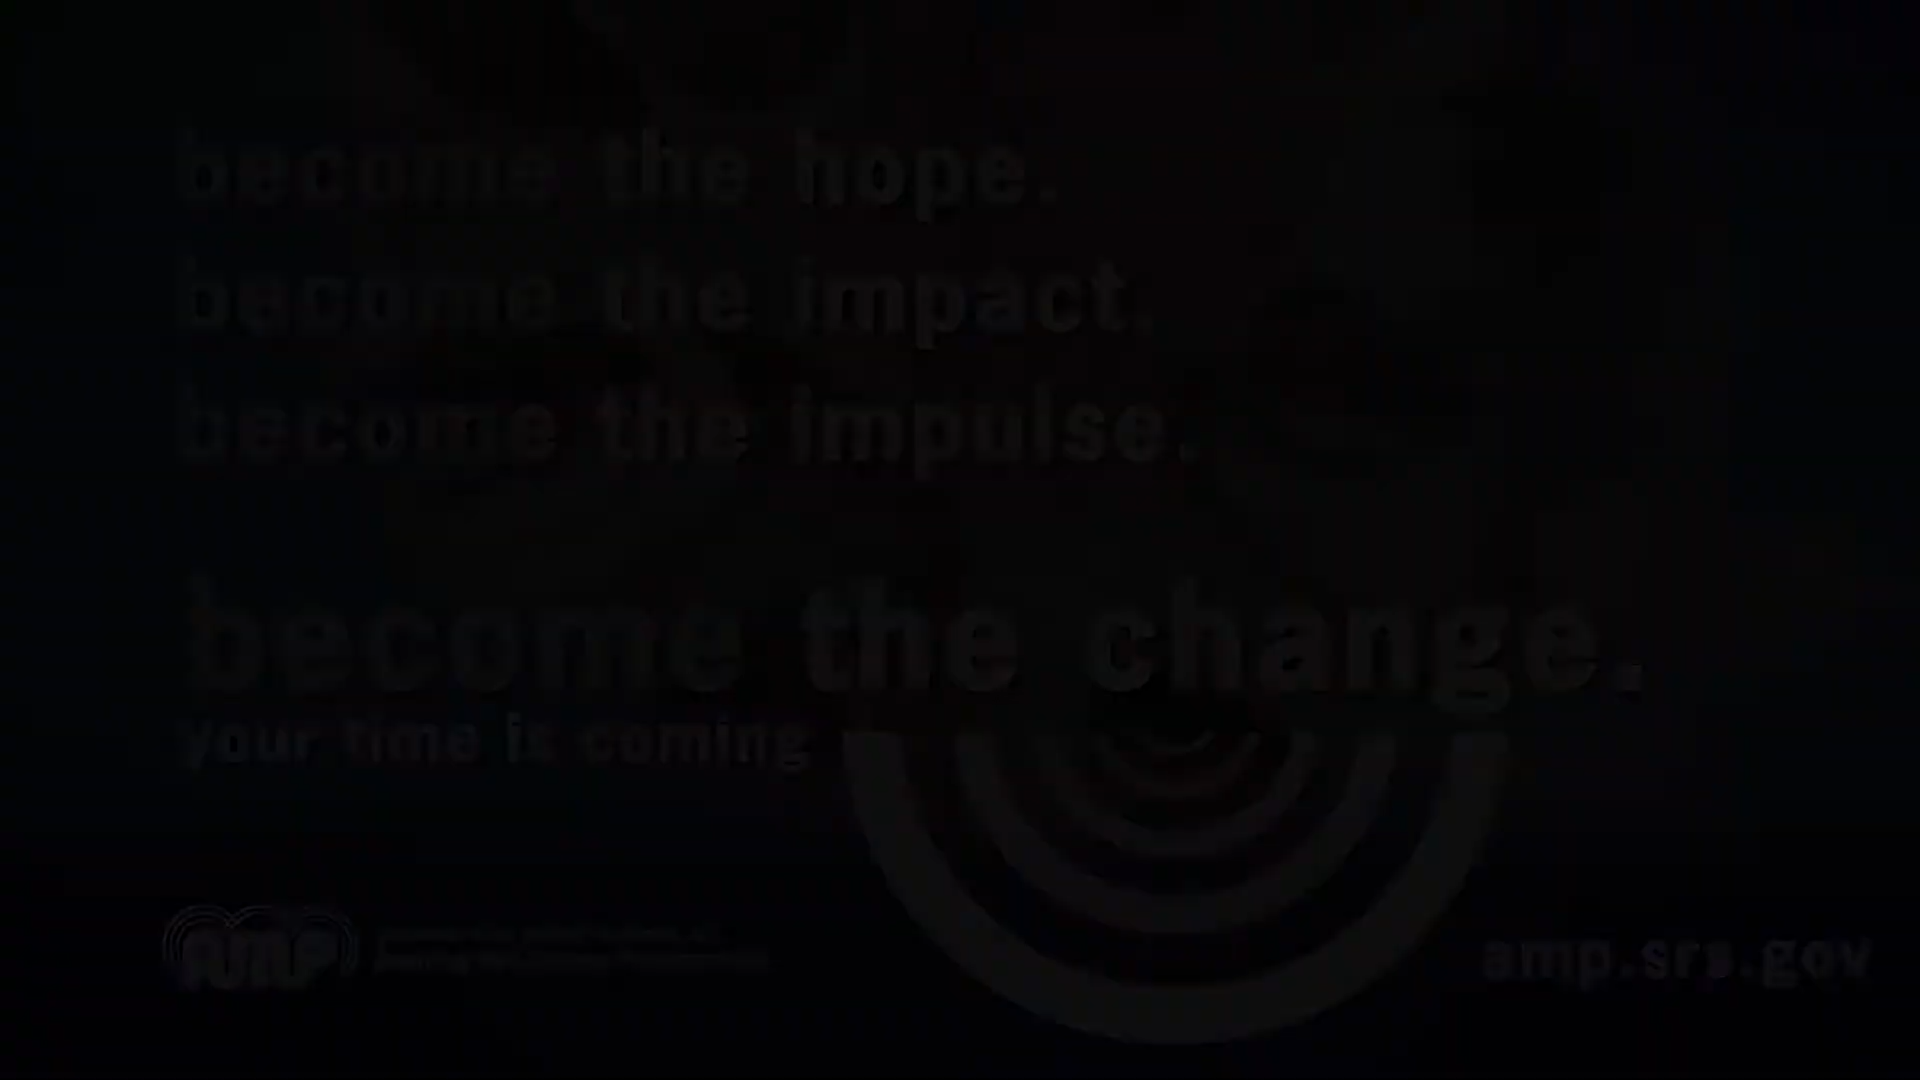 become the hope.
become the impact.
become the impulse.
become the change.
your time is coming
amp
amp.srs.gov